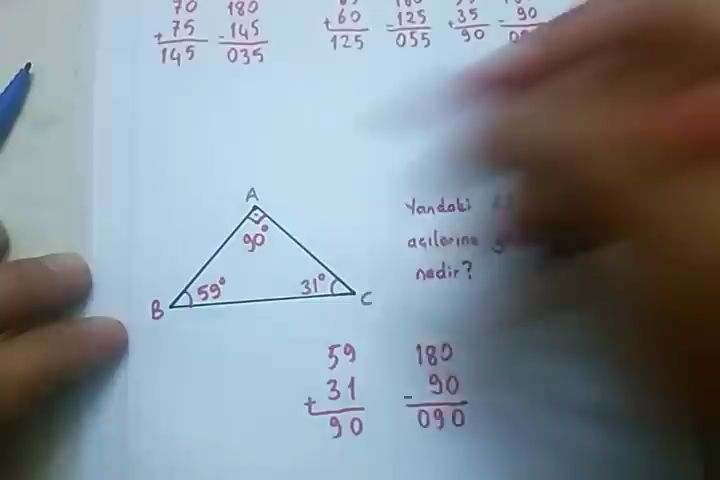 70 180 60 -125 +35 - 90
+ 75 - 145 + 60 125 055 90
145 035
A
90°
B 59° 31° C
Yandaki
açılarına
nedir?
59 180
+ 31 - 90
90 090